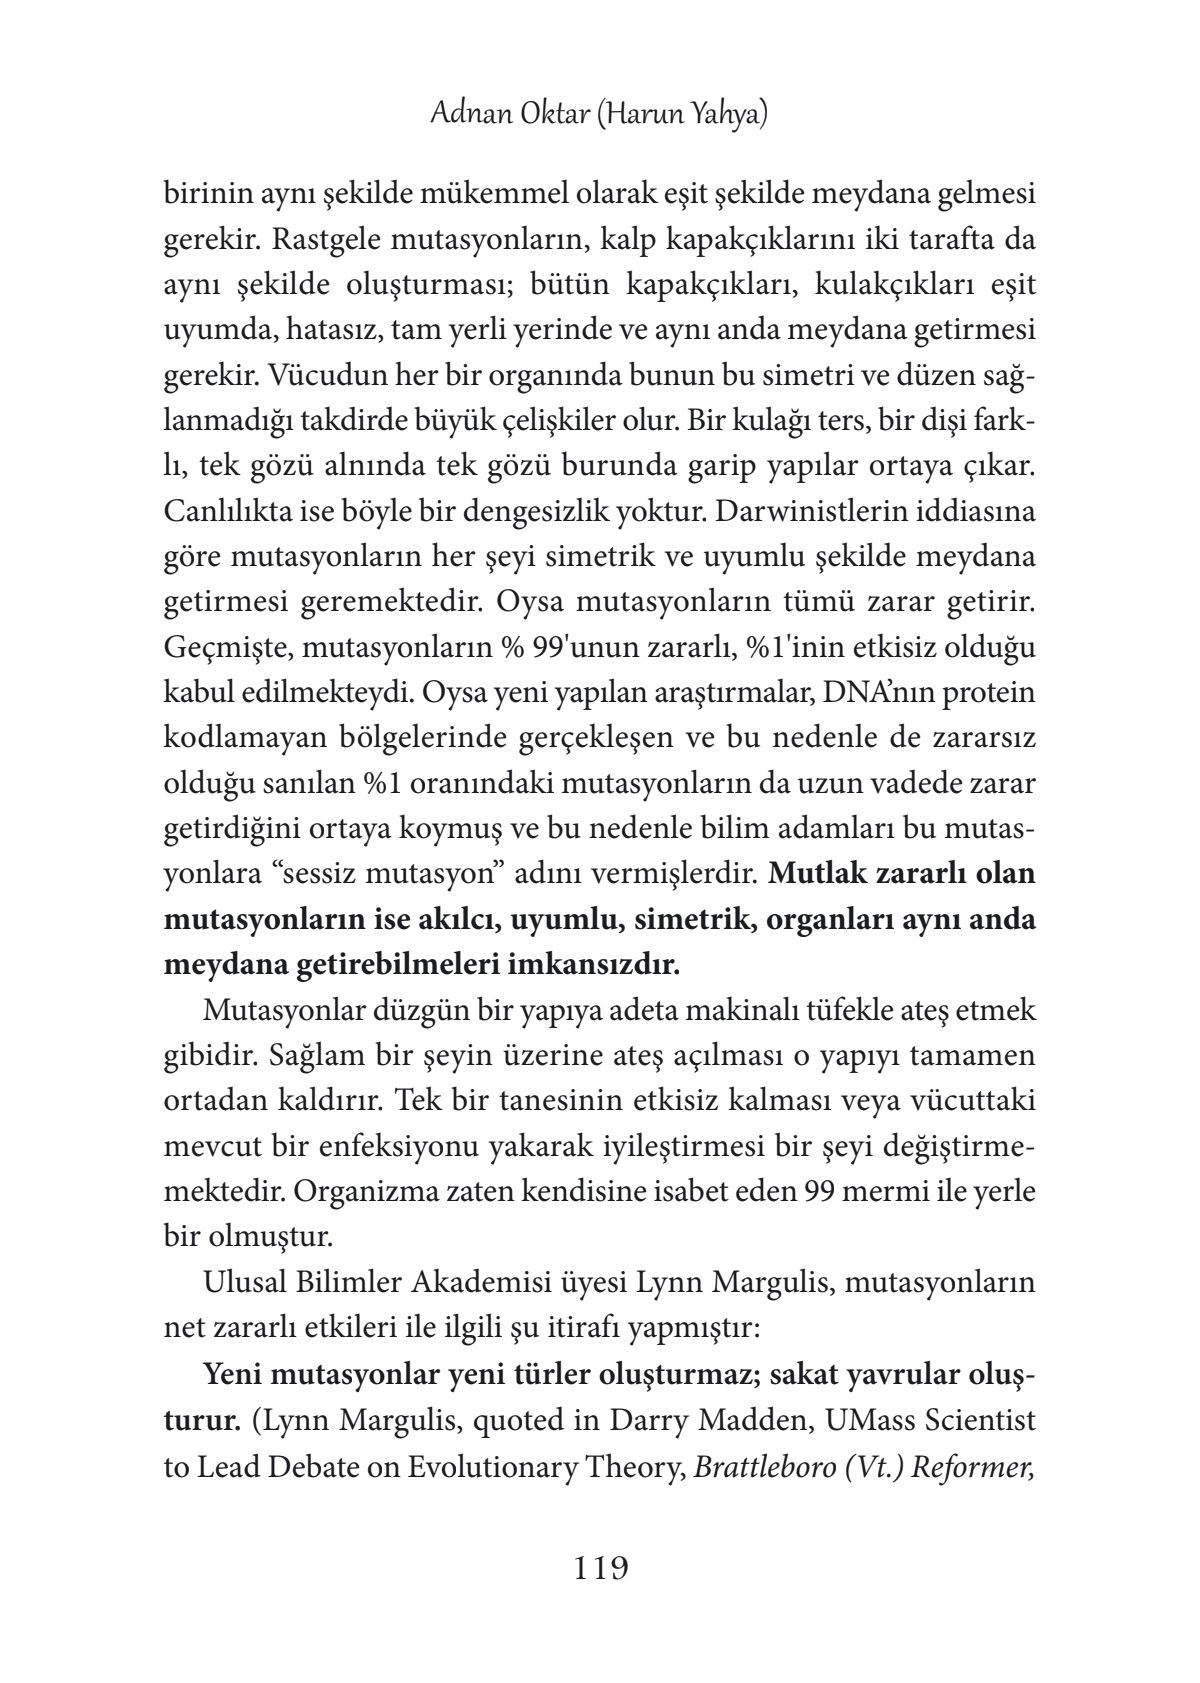 Adnan Oktar (Harun Yahya)
birinin aynı şekilde mükemmel olarak eşit şekilde meydana gelmesi
gerekir. Rastgele mutasyonların, kalp kapakçıklarını iki tarafta da
aynı şekilde oluşturması; bütün kapakçıkları, kulakçıkları eşit
uyumda, hatasız, tam yerli yerinde ve aynı anda meydana getirmesi
gerekir. Vücudun her bir organında bunun bu simetri ve düzen sağ-
lanmadığı takdirde büyük çelişkiler olur. Bir kulağı ters, bir dişi fark-
lı, tek gözü alnında tek gözü burunda garip yapılar ortaya çıkar.
Canlılıkta ise böyle bir dengesizlik yoktur. Darwinistlerin iddiasına
göre mutasyonların her şeyi simetrik ve uyumlu şekilde meydana
getirmesi geremektedir. Oysa mutasyonların tümü zarar getirir.
Geçmişte, mutasyonların % 99'unun zararlı, %1'inin etkisiz olduğu
kabul edilmekteydi. Oysa yeni yapılan araştırmalar, DNA’nın protein
kodlamayan bölgelerinde gerçekleşen ve bu nedenle de zararsız
olduğu sanılan %1 oranındaki mutasyonların da uzun vadede zarar
getirdiğini ortaya koymuş ve bu nedenle bilim adamları bu mutas-
yonlara “sessiz mutasyon” adını vermişlerdir. Mutlak zararlı olan
mutasyonların ise akılcı, uyumlu, simetrik, organları aynı anda
meydana getirebilmeleri imkansızdır.
Mutasyonlar düzgün bir yapıya adeta makinalı tüfekle ateş etmek
gibidir. Sağlam bir şeyin üzerine ateş açılması o yapıyı tamamen
ortadan kaldırır. Tek bir tanesinin etkisiz kalması veya vücuttaki
mevcut bir enfeksiyonu yakarak iyileştirmesi bir şeyi değiştirme-
mektedir. Organizma zaten kendisine isabet eden 99 mermi ile yerle
bir olmuştur.
Ulusal Bilimler Akademisi üyesi Lynn Margulis, mutasyonların
net zararlı etkileri ile ilgili şu itirafı yapmıştır:
Yeni mutasyonlar yeni türler oluşturmaz; sakat yavrular oluş-
turur. (Lynn Margulis, quoted in Darry Madden, UMass Scientist
to Lead Debate on Evolutionary Theory, Brattleboro (Vt.) Reformer,
119